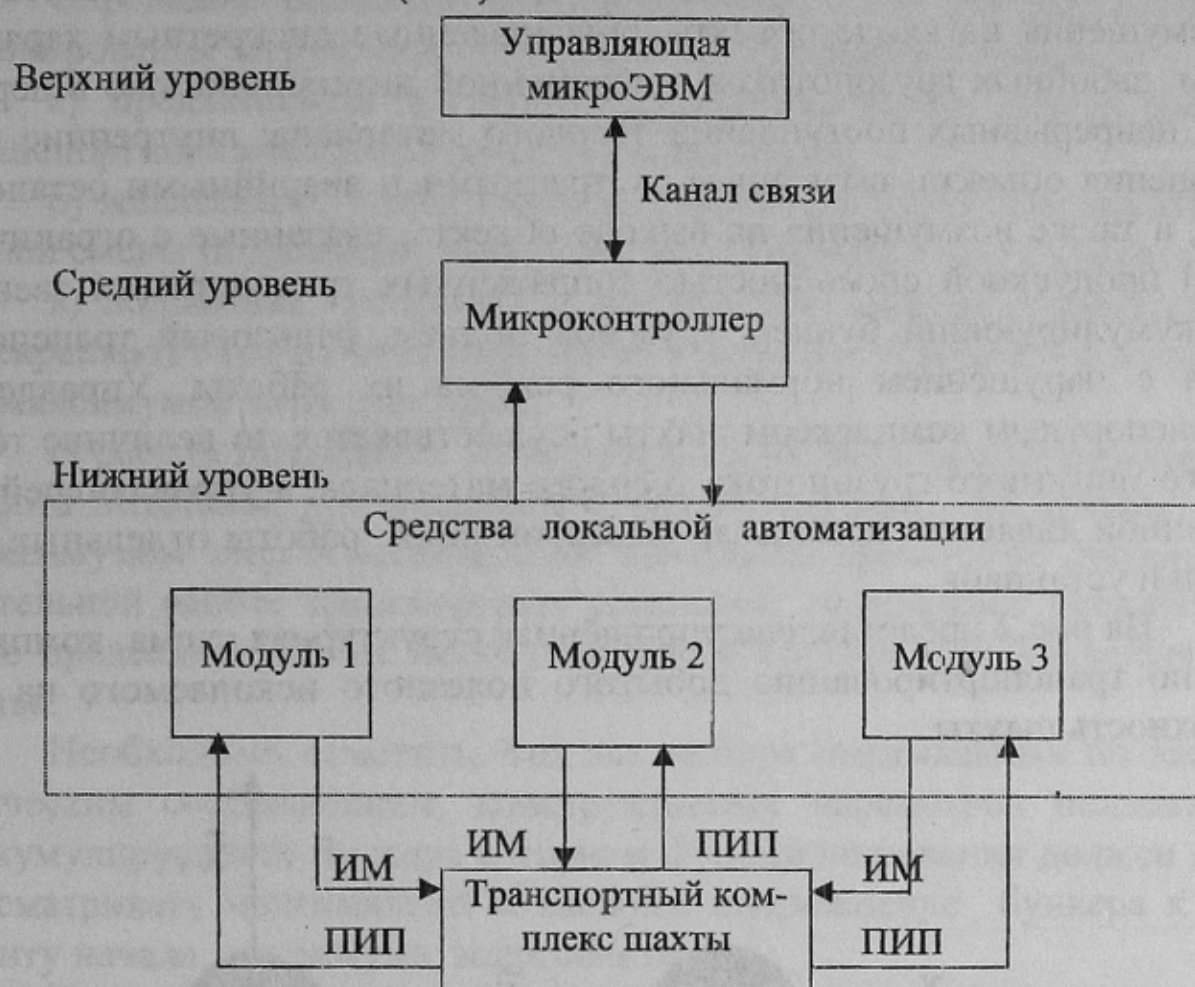 Управляющая
микроЭВМ
Верхний уровень
Канал связи
Средний уровень
Микроконтроллер
Нижний уровень
Средства локальной автоматизации
Модуль 1
Модуль 2
Модуль 3
ИМ
ПИП
ИМ
ИМ
Транспортный ком-
плекс шахты
ПИП
ПИП